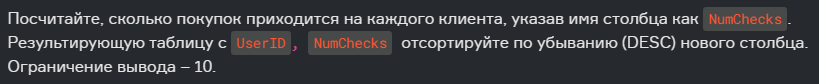 Посчитайте, сколько покупок приходится на каждого клиента, указав имя столбца как NumChecks.
Результирующую таблицу с UserID, NumChecks отсортируйте по убыванию (DESC) нового столбца.
Ограничение вывода – 10.